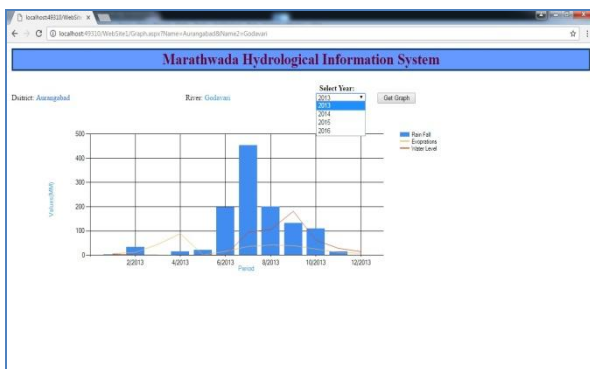 localhost:49310/WebSite
localhost:49310/WebSite1/Graph.aspx?Name=Aurangabad&Name2=Godavari
Marathwada Hydrological Information System
Select Year:
District: Aurangabad River: Godavari 2013 Get Graph
2013
2014
2015
2016
Rain Fall
Evoprations
Water Level
500
400
300
200
100
0
Values(MM)
2/2013 4/2013 6/2013 8/2013 10/2013 12/2013
Period